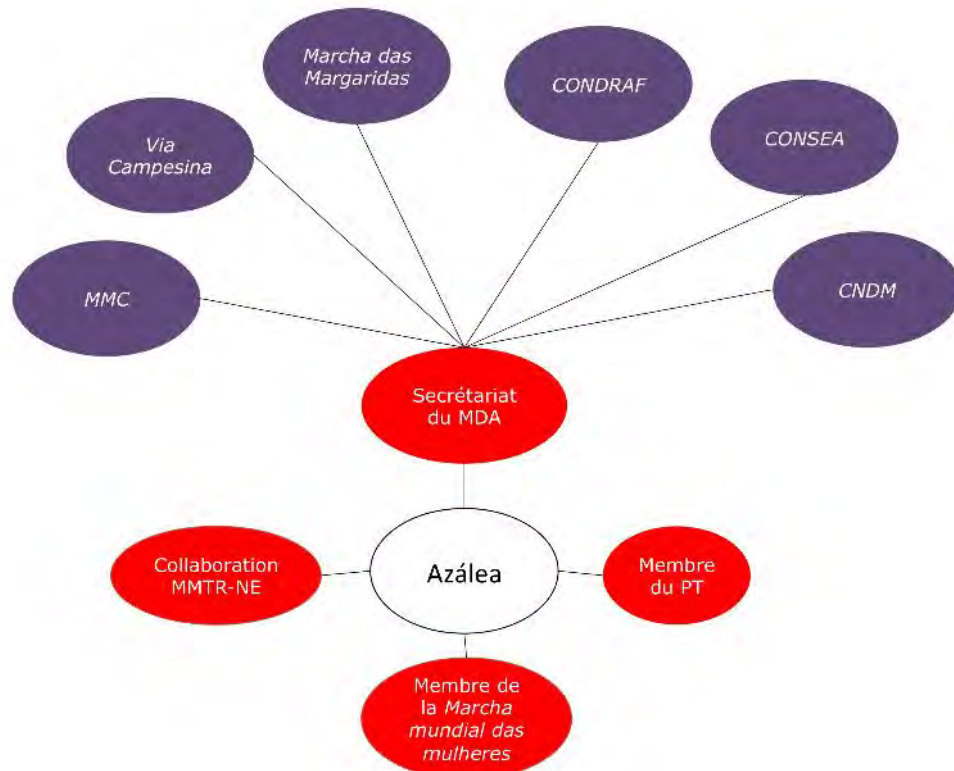 Marcha das
Margaridas
CONDRAF
Via
Campesina
CONSEA
MMC
CNDM
Secrétariat
du MDA
Collaboration
MMTR-NE
Azálea
Membre
du PT
Membre de
la Marcha
mundial das
mulheres